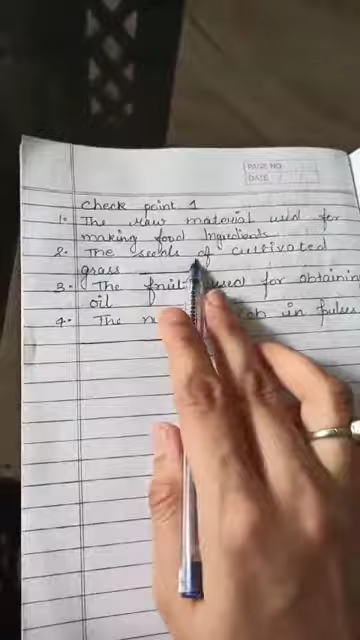 PAGE NO.
DATE
Check point 1
1. The raw material used for
making food Ingredients
2. The seeds of cultivated
grass
3. The fruit used for obtaining
oil
4. The in pulses